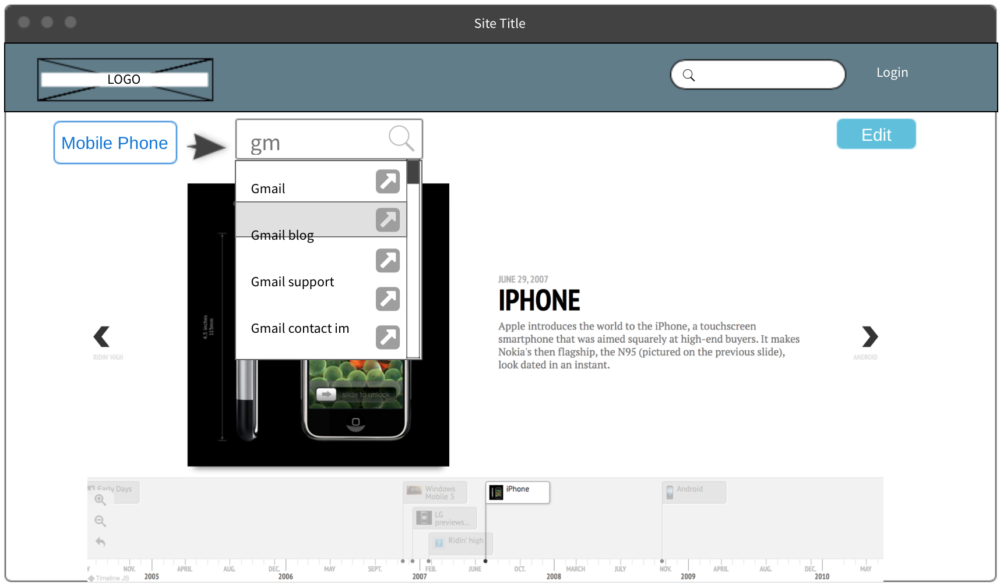 Site Title
LOGO
Login
Mobile Phone
gm
Edit
Gmail
Gmail blog
Gmail support
Gmail contact im
4.5 inches
115mm
JUNE 29, 2007
IPHONE
Apple introduces the world to the iPhone, a touchscreen
smartphone that was aimed squarely at high-end buyers. It makes
Nokia's then flagship, the N95 (pictured on the previous slide),
look dated in an instant.
RIDIN' HIGH
ANDROID
slide to unlock
Early Days
Windows
Mobile 5
iPhone
Android
LG
previews...
Ridin' high
Y NOV. APRIL AUG. DEC. MAY SEPT. FEB. JUNE OCT. MARCH JULY NOV. APRIL AUG. DEC. MAY
Timeline JS 2005 2006 2007 2008 2009 2010